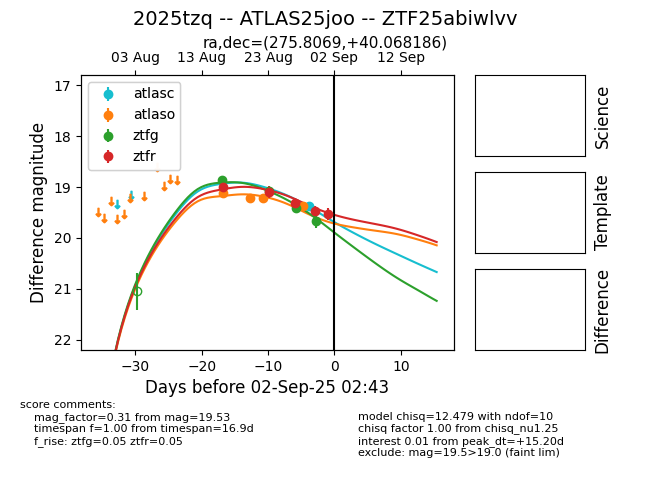 2025tzq -- ATLAS25joo -- ZTF25abiwlvv
ra,dec=(275.8069,+40.068186)
03 Aug 13 Aug 23 Aug 02 Sep 12 Sep
atlasc
atlaso
ztfg
ztfr
17
18
19
20
21
22
Difference magnitude
−30 −20 −10 0 10
Days before 02-Sep-25 02:43
Science
Template
Difference
score comments:
mag_factor=0.31 from mag=19.53
timespan f=1.00 from timespan=16.9d
f_rise: ztfg=0.05 ztfr=0.05
model chisq=12.479 with ndof=10
chisq factor 1.00 from chisq_nu1.25
interest 0.01 from peak_dt=+15.20d
exclude: mag=19.5>19.0 (faint lim)